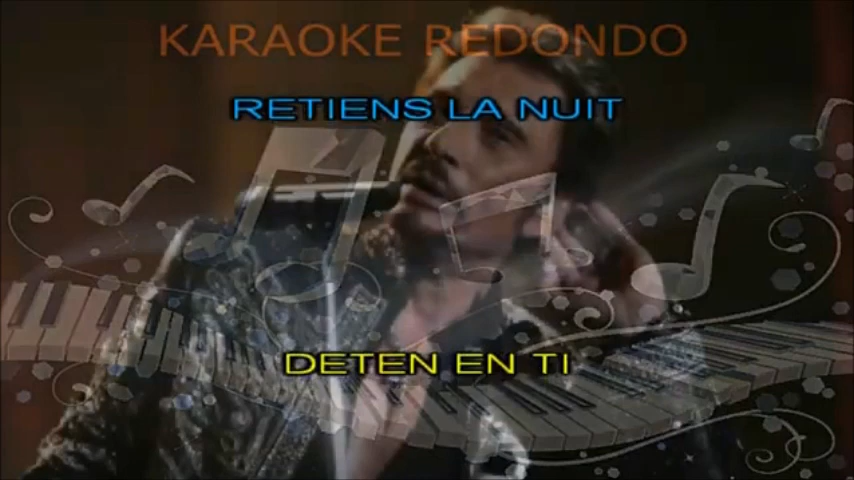 KARAOKE REDONDO
RETIENS LA NUIT
DETEN EN TI